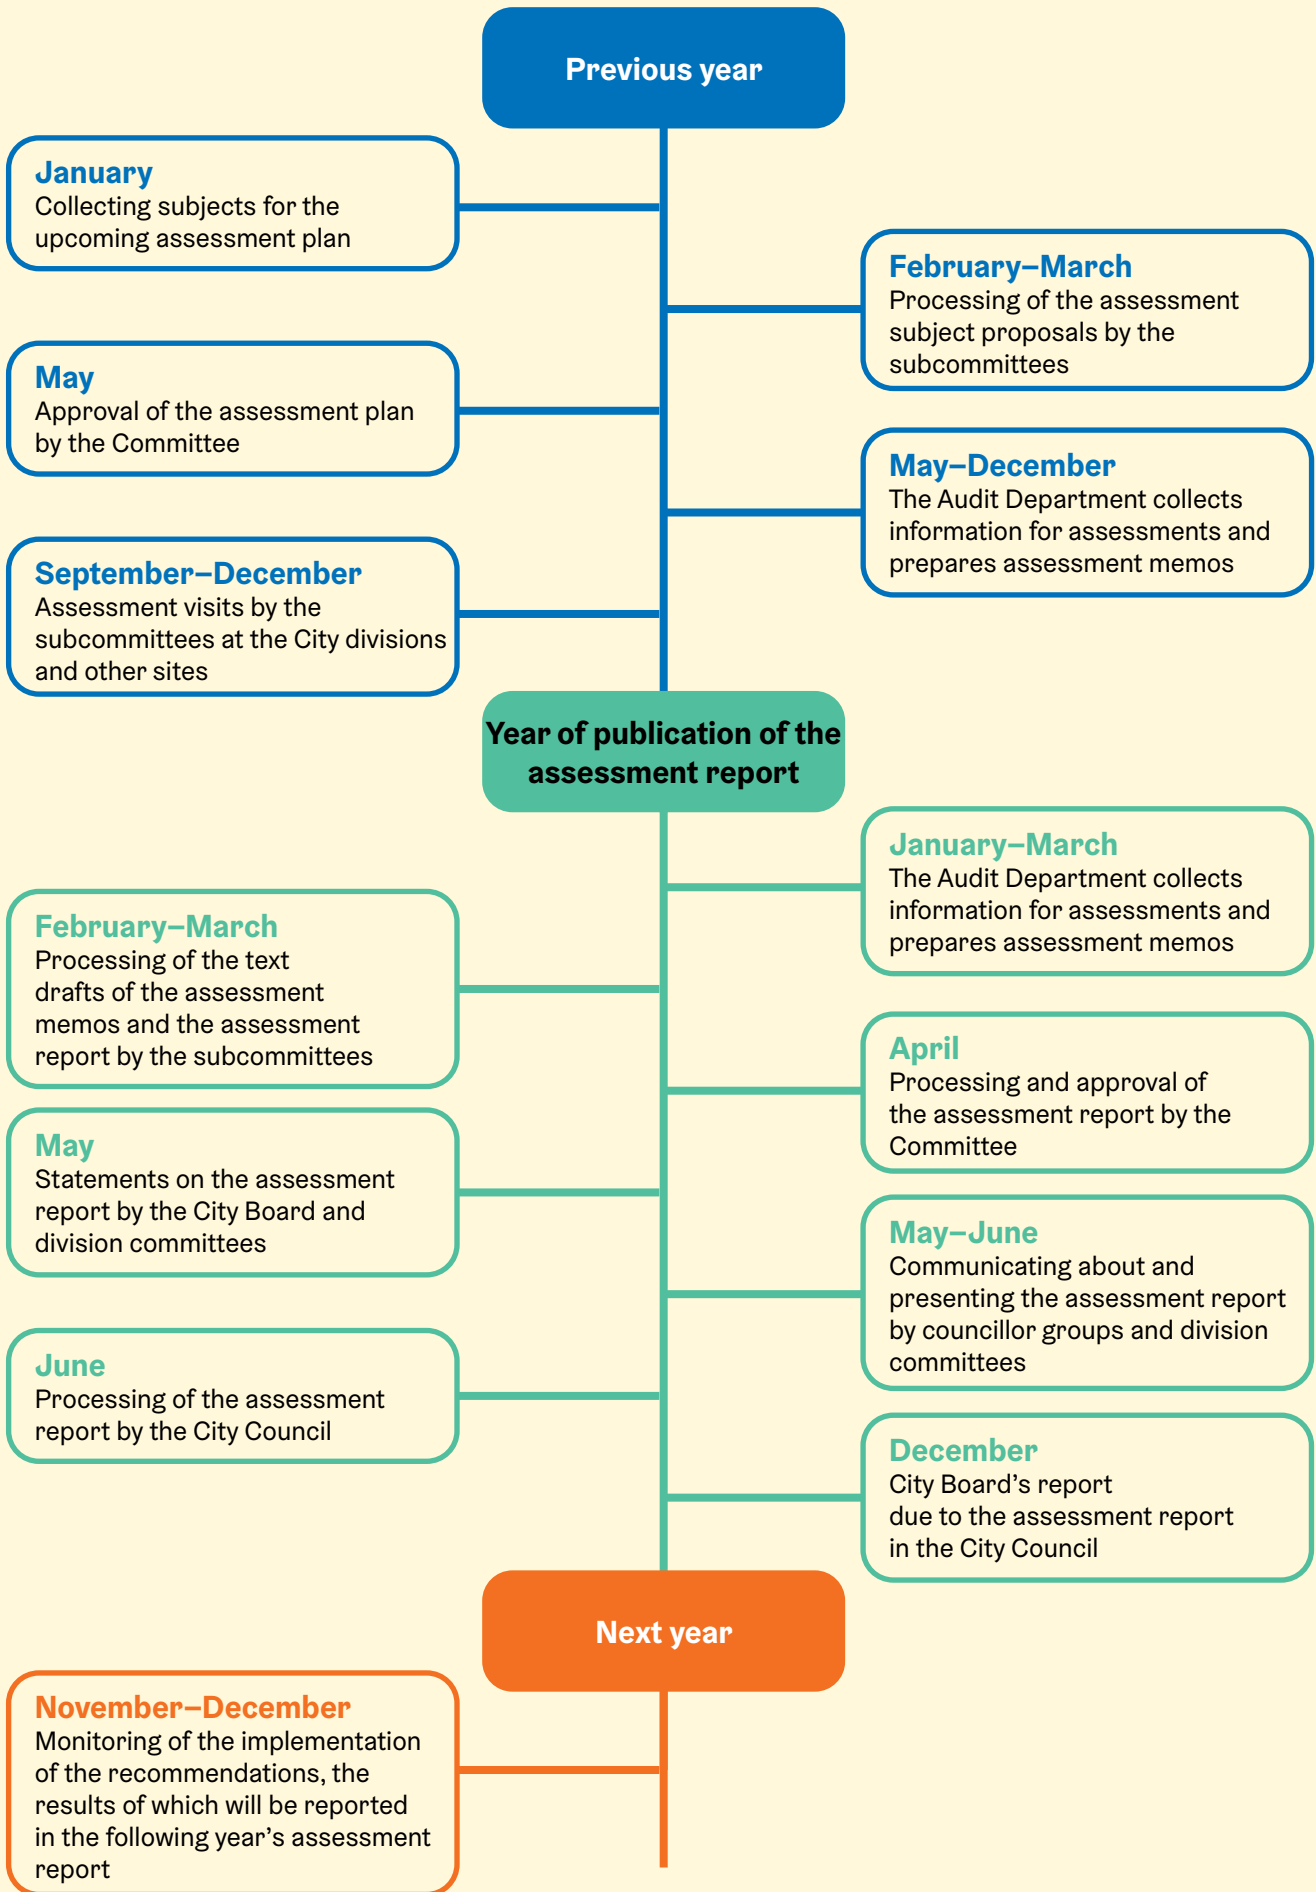 Previous year
January
Collecting subjects for the
upcoming assessment plan
February–March
Processing of the assessment
subject proposals by the
subcommittees
May
Approval of the assessment plan
by the Committee
May–December
The Audit Department collects
information for assessments and
prepares assessment memos
September–December
Assessment visits by the
subcommittees at the City divisions
and other sites
Year of publication of the
assessment report
January–March
The Audit Department collects
information for assessments and
prepares assessment memos
February–March
Processing of the text
drafts of the assessment
memos and the assessment
report by the subcommittees
April
Processing and approval of
the assessment report by the
Committee
May
Statements on the assessment
report by the City Board and
division committees
May–June
Communicating about and
presenting the assessment report
by councillor groups and division
committees
June
Processing of the assessment
report by the City Council
December
City Board’s report
due to the assessment report
in the City Council
Next year
November–December
Monitoring of the implementation
of the recommendations, the
results of which will be reported
in the following year’s assessment
report